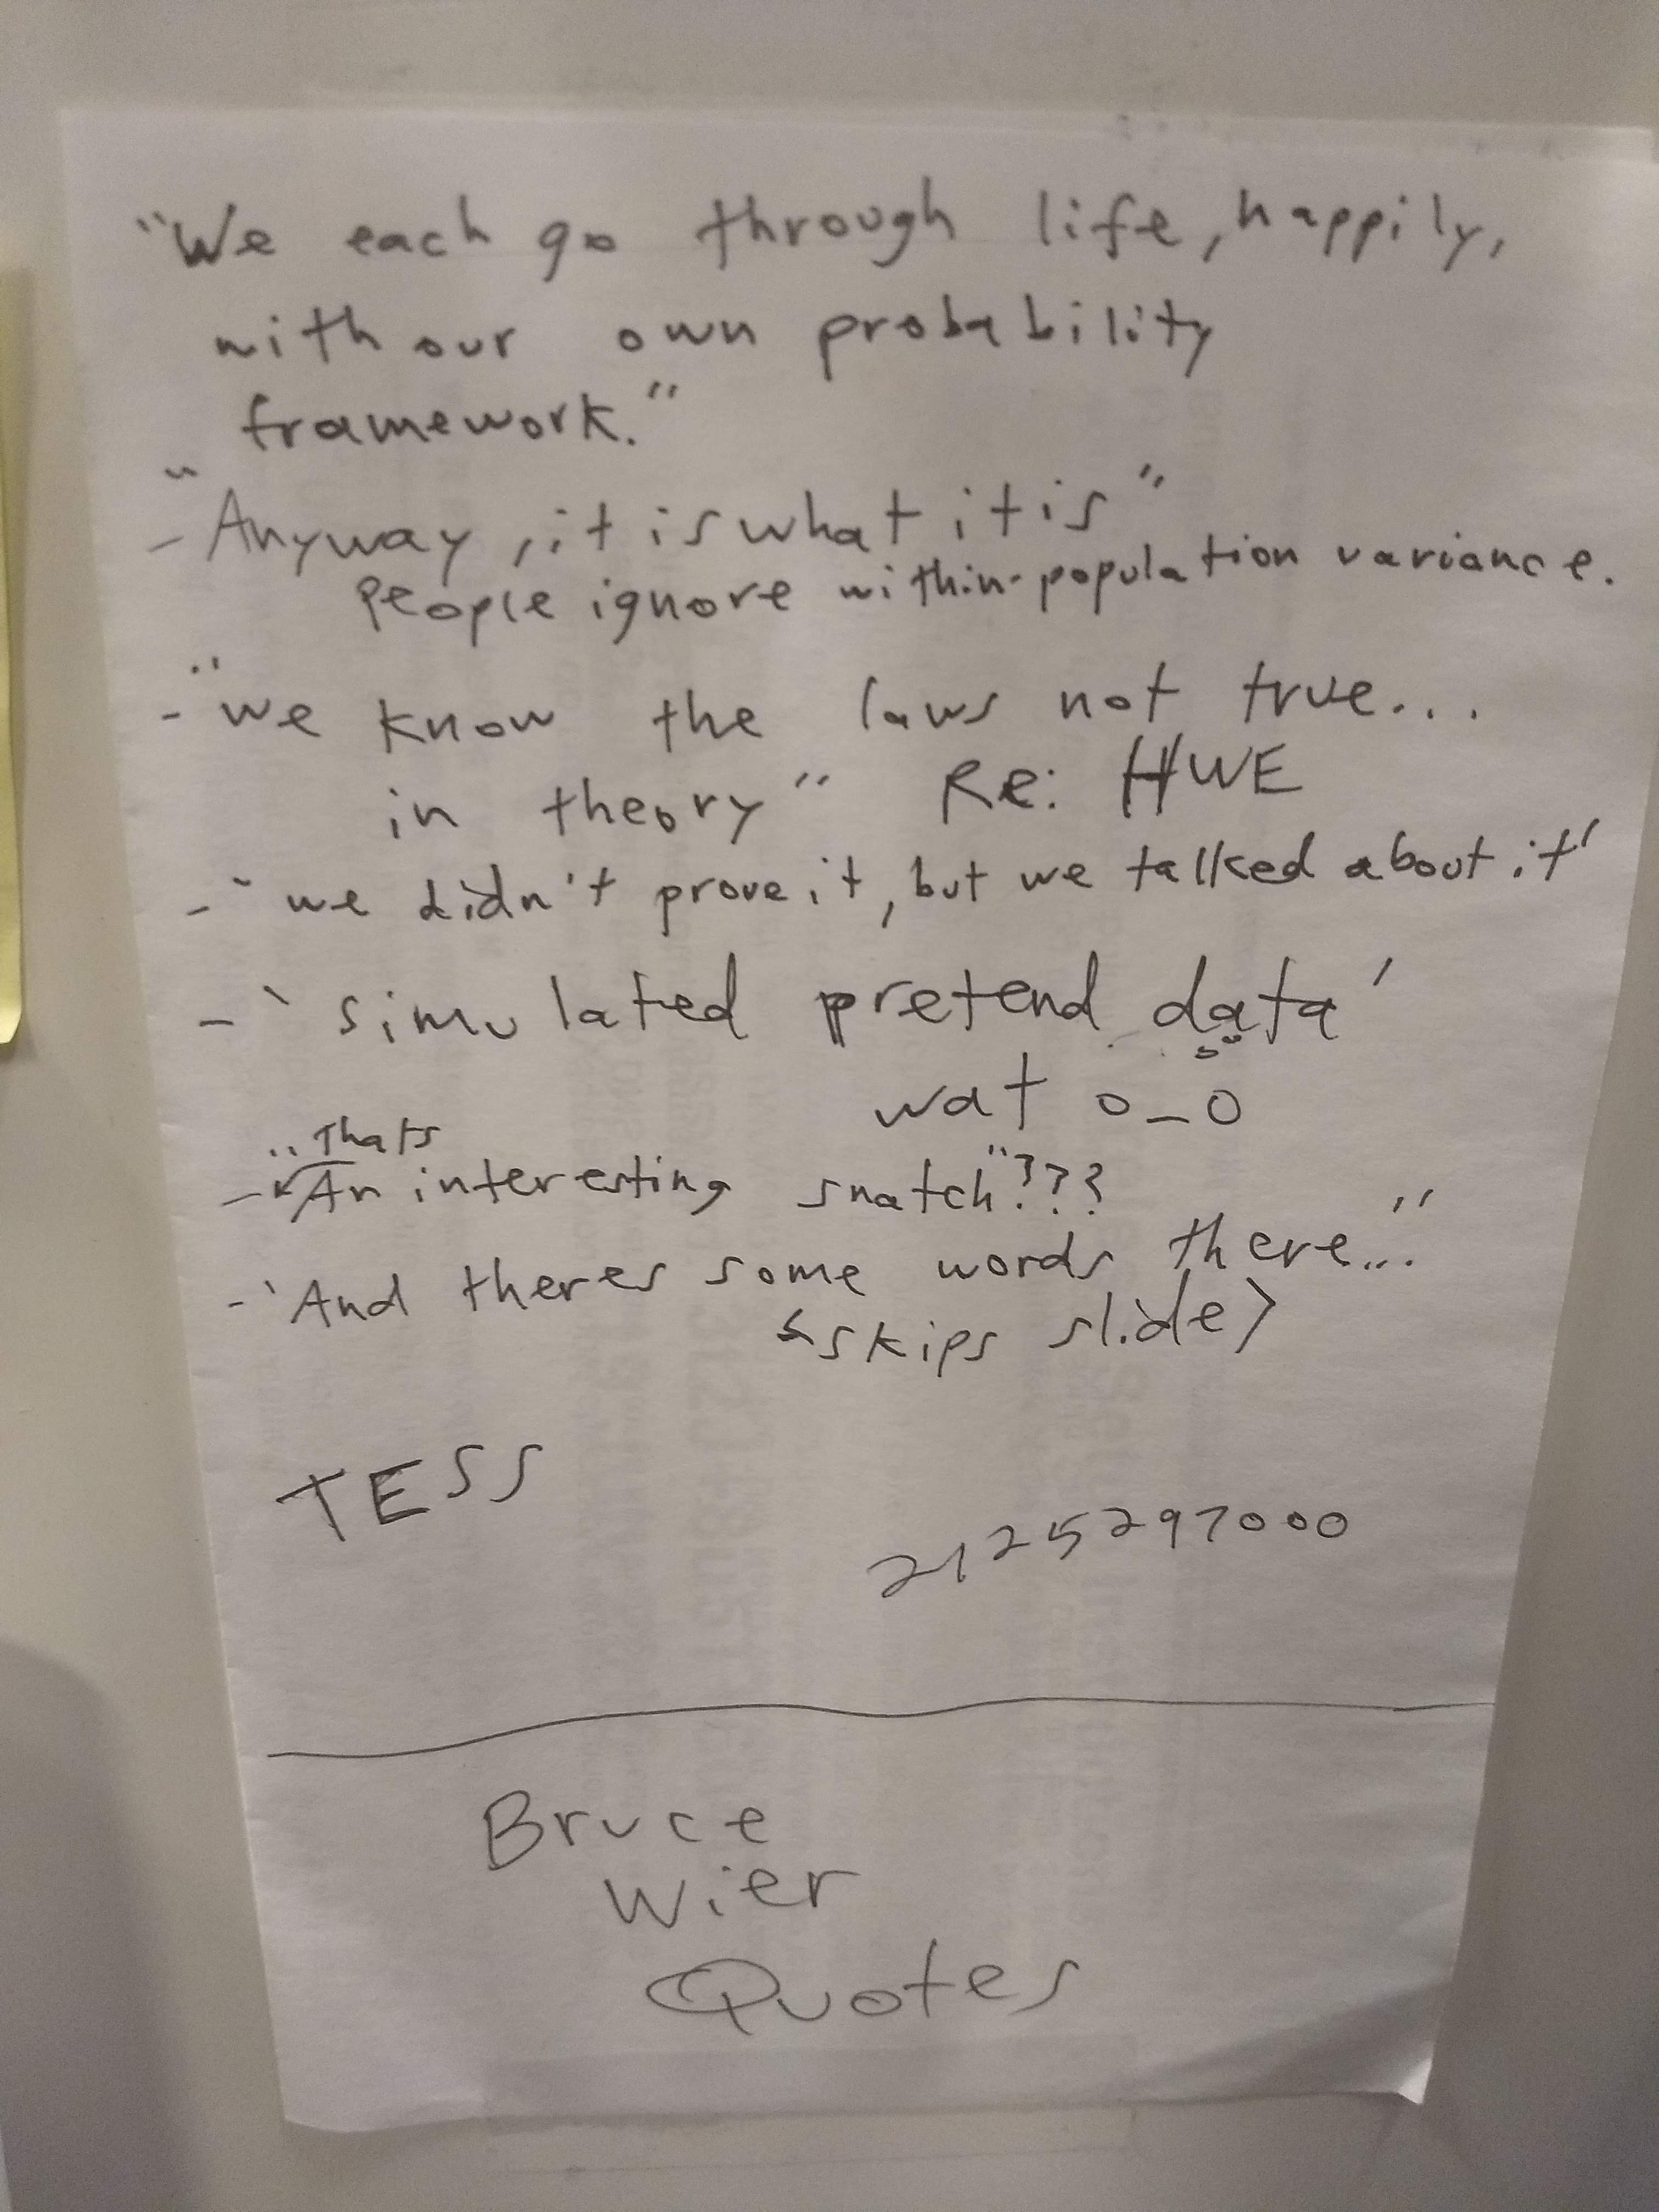 "We each go through life, happily,
with our own probability
framework."
- "Anyway, it is what it is"
People ignore within-population variance.
- "we know the laws not true...
in theory" Re: HWE
- 'we didn't prove it, but we talked about it'
- 'simulated pretend data'
wat o_o
"Thats
- An interesting snatch"???
- 'And theres some words there..."
<skips slide>
TESS
2125297000
Bruce
Wier
Quotes